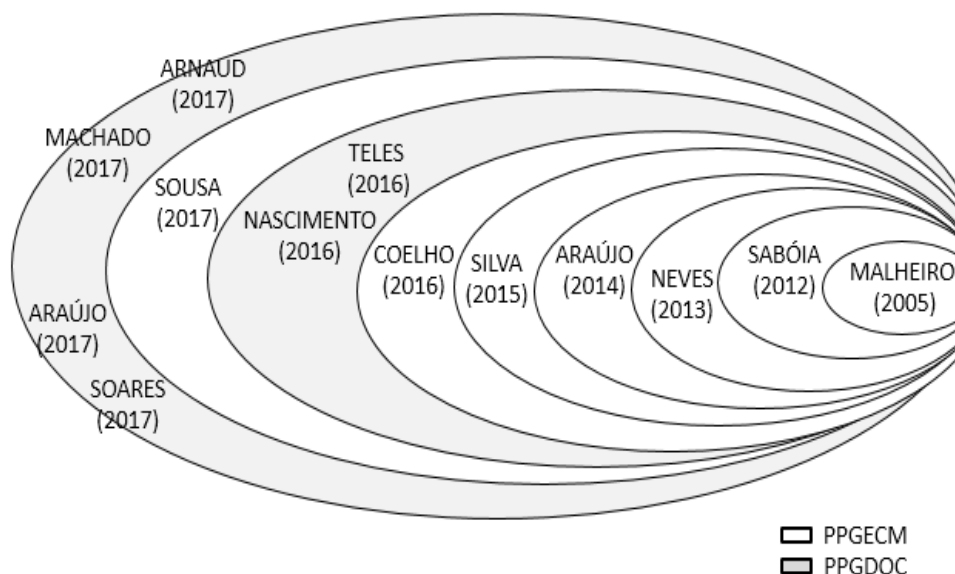 ARNAUD
(2017)
MACHADO
(2017)
TELES
(2016)
SOUSA
(2017)
NASCIMENTO
(2016)
COELHO
(2016)
SILVA
(2015)
ARAÚJO
(2014)
NEVES
(2013)
SABÓIA
(2012)
MALHEIRO
(2005)
ARAÚJO
(2017)
SOARES
(2017)
PPGECM
PPGDOC